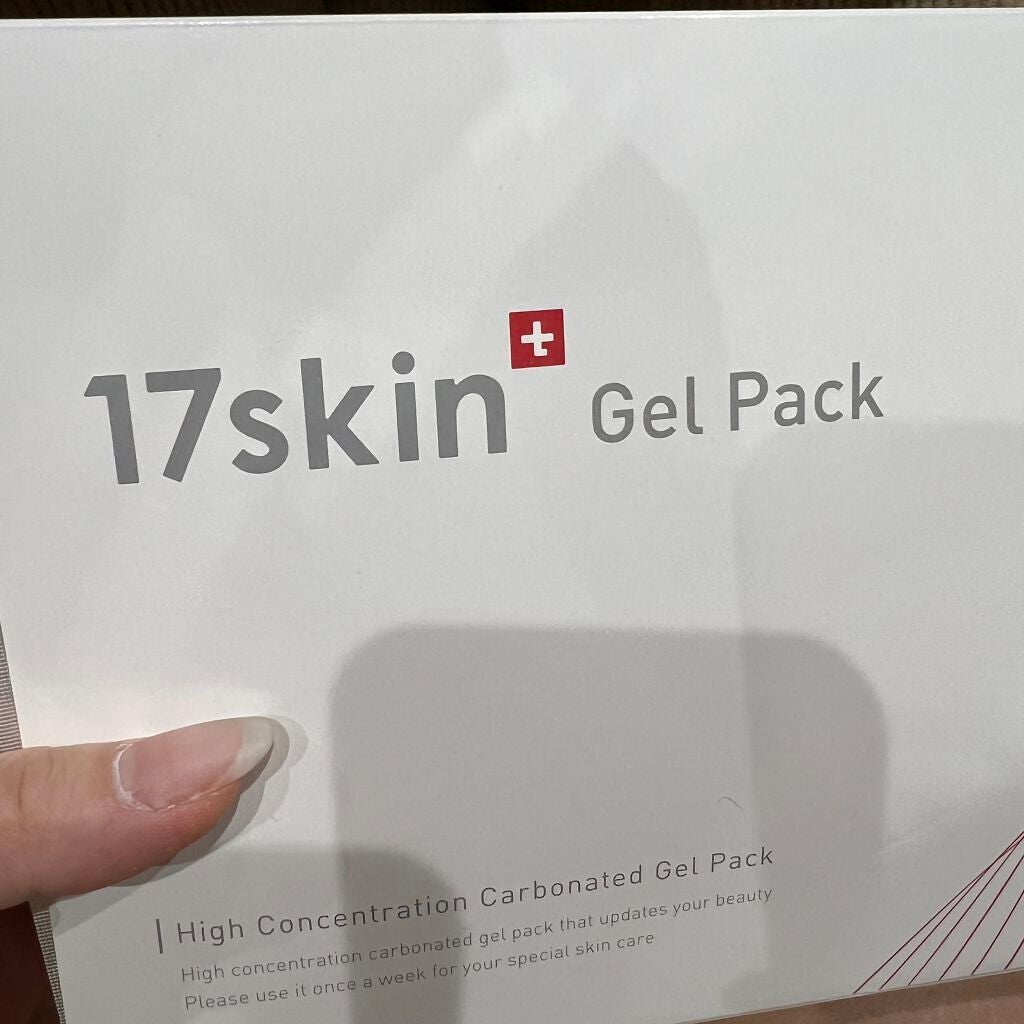 17skin Gel Pack
High Concentration Carbonated Gel Pack
High concentration carbonated gel pack that updates your beauty
Please use it once a week for your special skin care